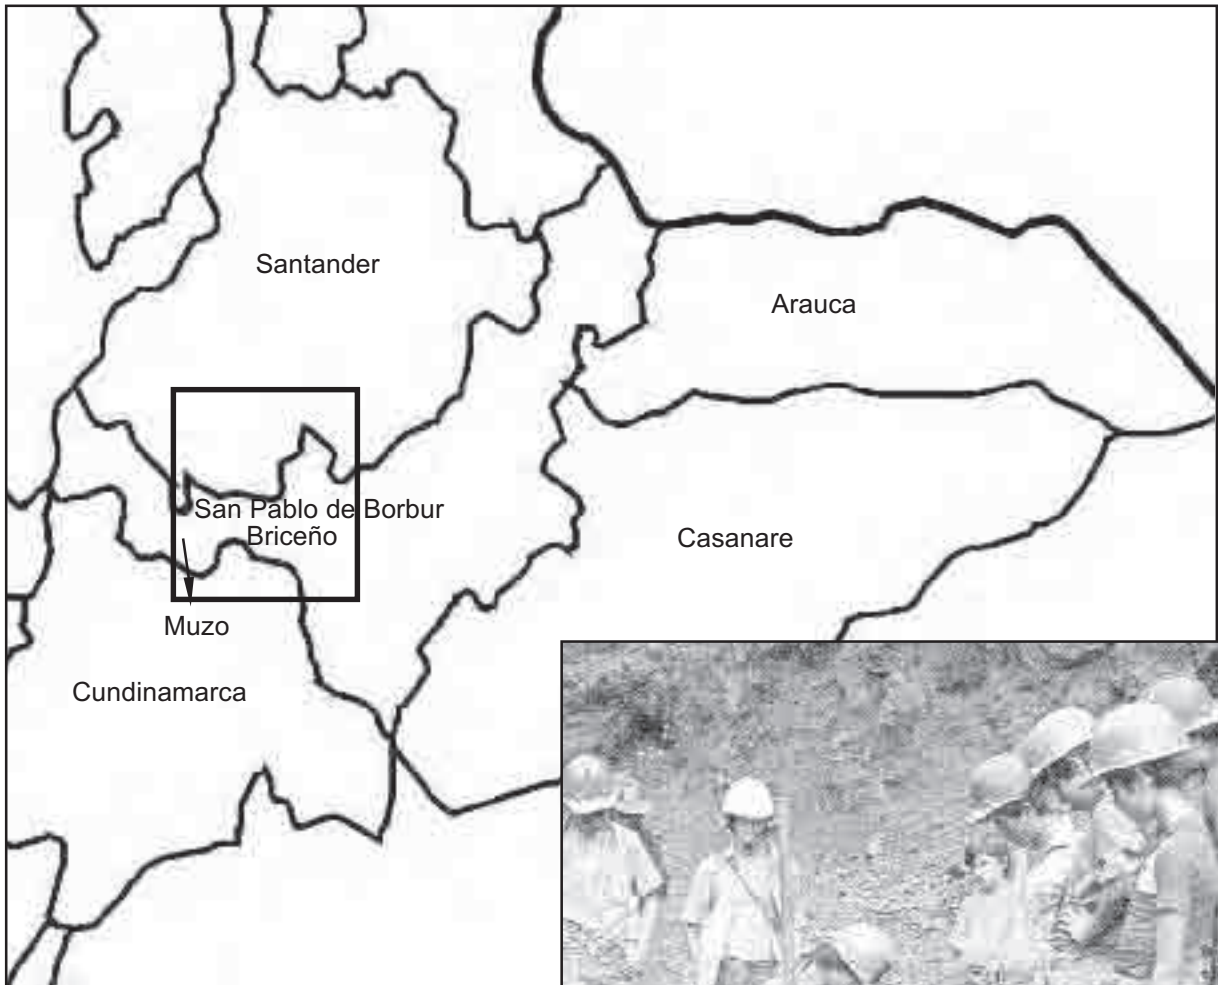 Santander
Arauca
San Pablo de Borbur
Briceño
Casanare
Muzo
Cundinamarca